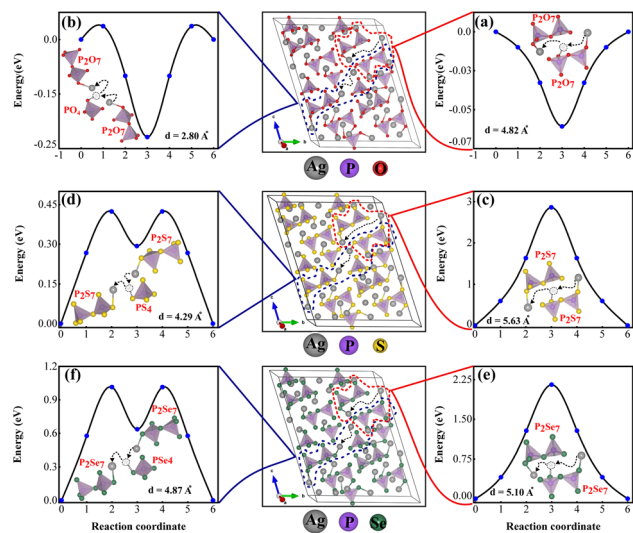 (b)
Energy(eV)
0.00
-0.15
-0.25
-1 0 1 2 3 4 5 6
P2O7
PO4
P2O7
d = 2.80 A°
c
b
Ag P O
(a)
Energy(eV)
0.00
-0.03
-0.05
-0.07
-1 0 1 2 3 4 5 6
P2O7
P2O7
d = 4.82 A°
(d)
Energy (eV)
0.45
0.30
0.15
0.00
0 1 2 3 4 5 6
P2S7
P2S7
PS4
d = 4.29 A°
c
b
Ag P S
(c)
Energy (eV)
3
2
1
0
0 1 2 3 4 5 6
P2S7
P2S7
d = 5.63 A°
(f)
Energy (eV)
1.2
0.9
0.6
0.3
0.0
0 1 2 3 4 5 6
P2Se7
P2Se7
PSe4
d = 4.87 A°
Reaction coordinate
c
b
Ag P Se
(e)
Energy (eV)
2.25
1.50
0.75
0.00
0 1 2 3 4 5 6
P2Se7
P2Se7
d = 5.10 A°
Reaction coordinate